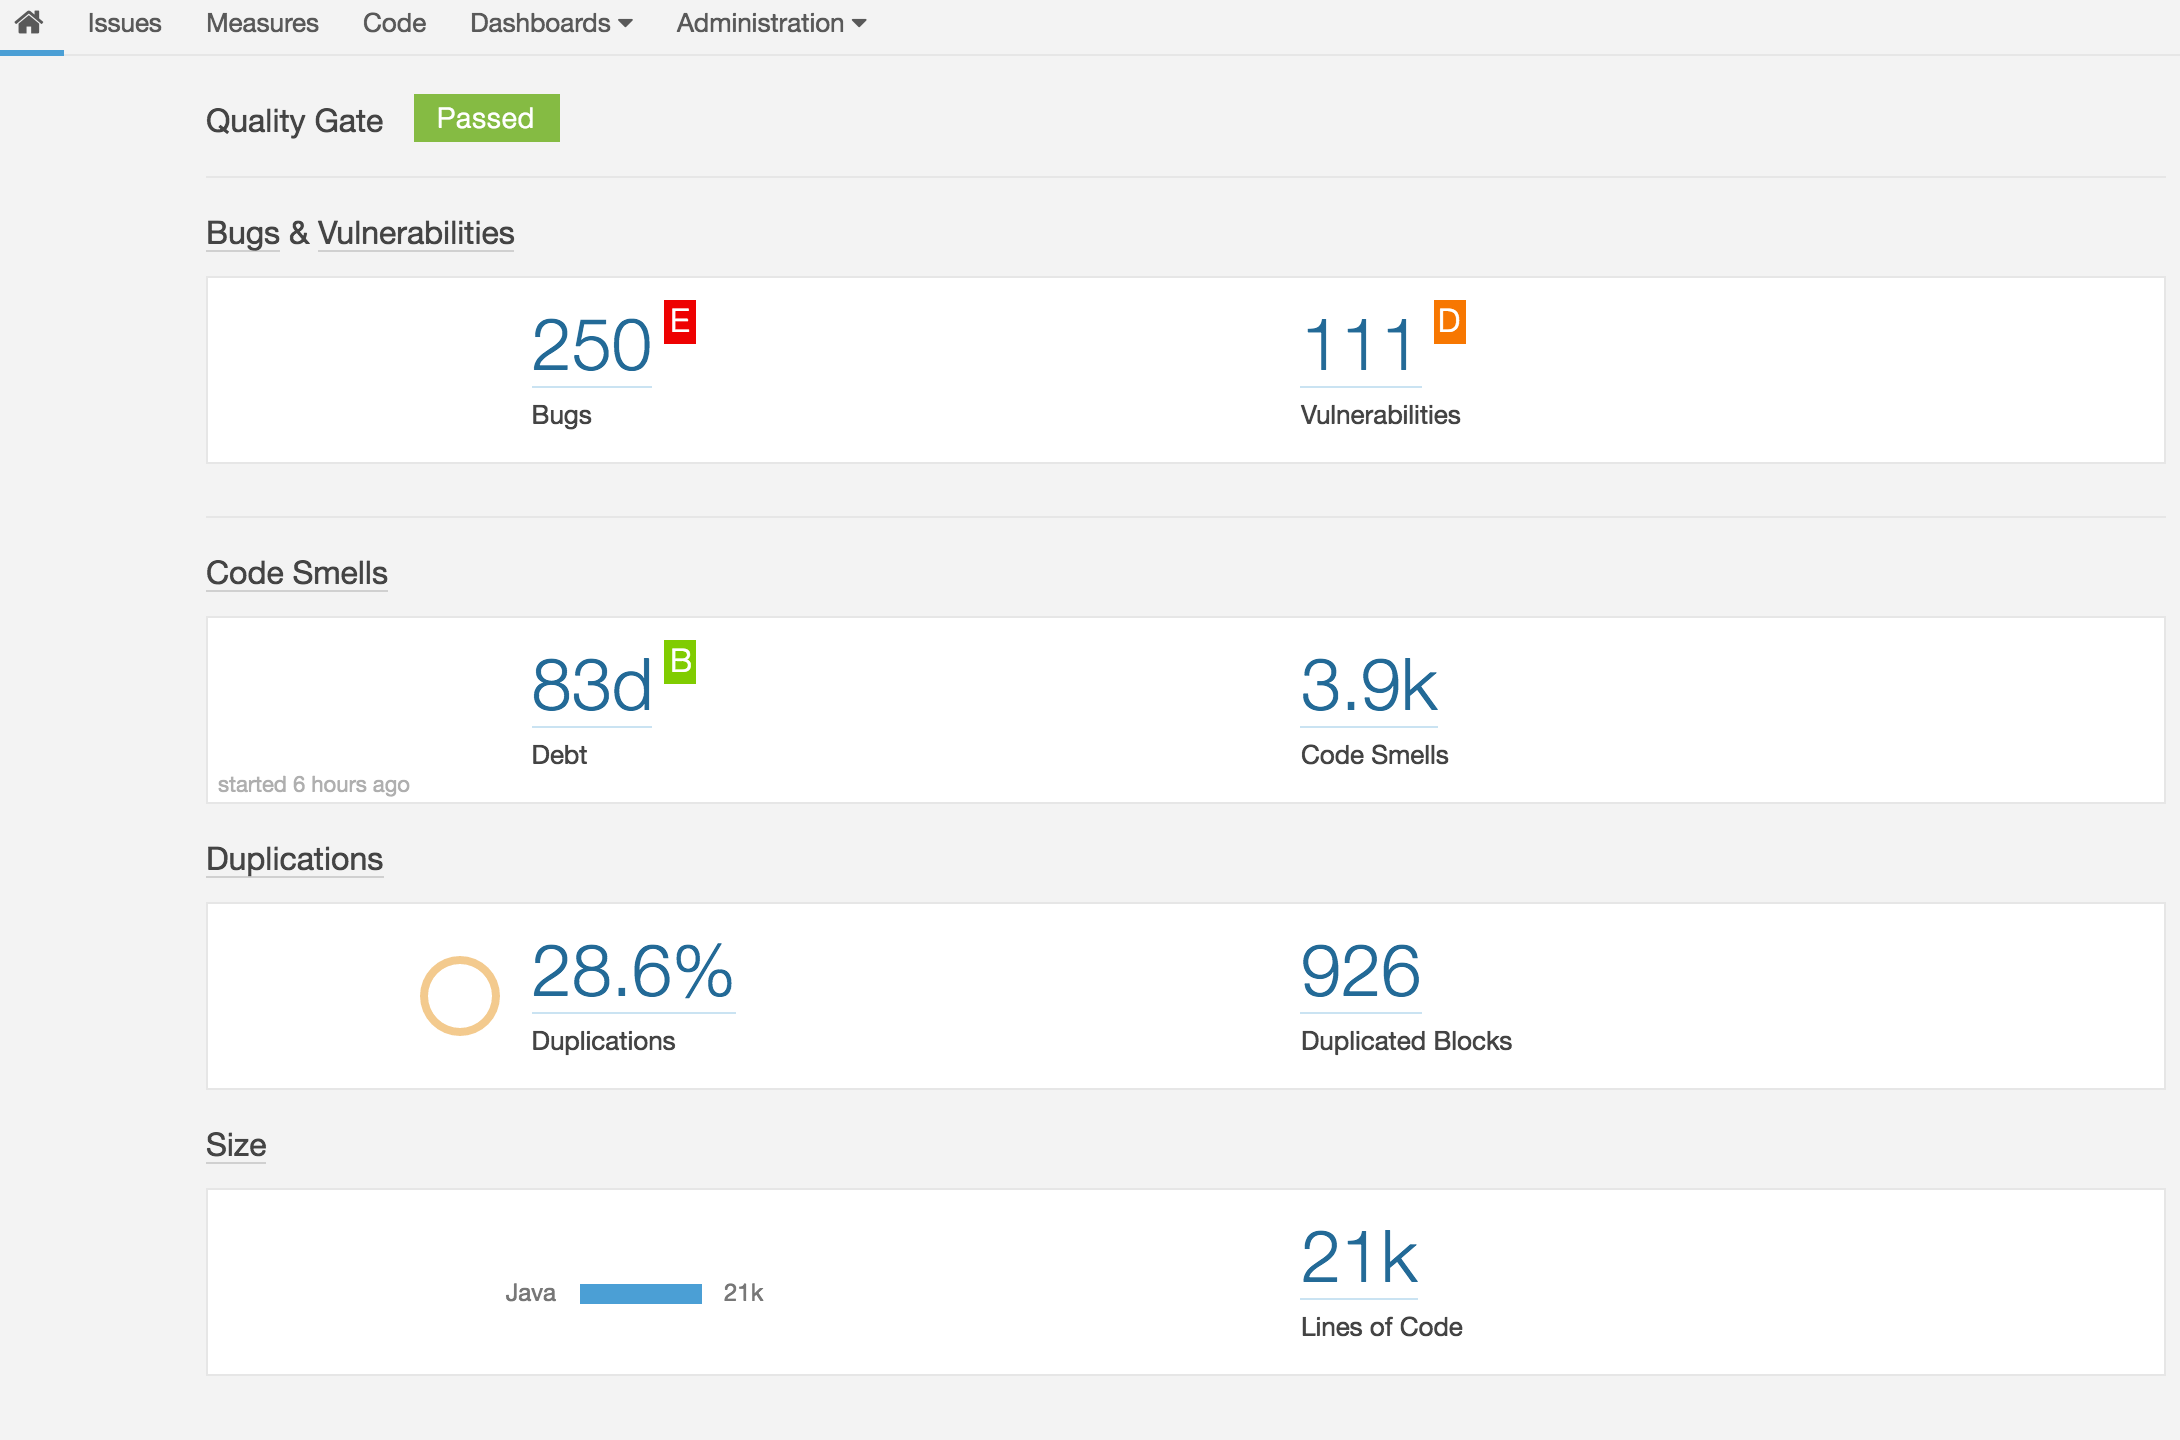 Issues Measures Code Dashboards Administration
Quality Gate Passed
Bugs & Vulnerabilities
250 E 111 D
Bugs Vulnerabilities
Code Smells
83d B 3.9k
Debt Code Smells
started 6 hours ago
Duplications
28.6% 926
Duplications Duplicated Blocks
Size
21k
Java 21k
Lines of Code